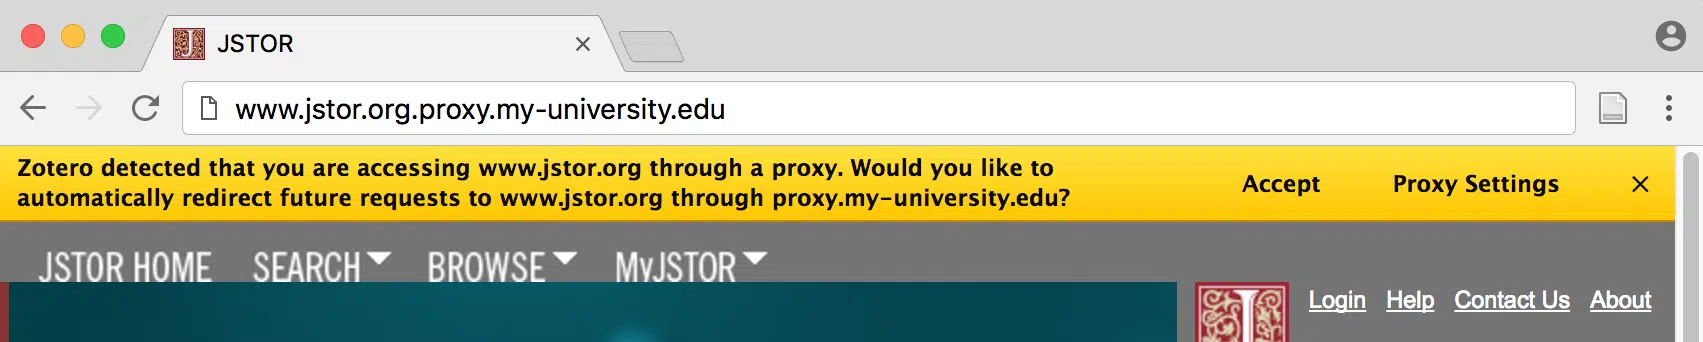 JSTOR
www.jstor.org.proxy.my-university.edu
Zotero detected that you are accessing www.jstor.org through a proxy. Would you like to
automatically redirect future requests to www.jstor.org through proxy.my-university.edu?
Accept Proxy Settings
JSTOR HOME SEARCH BROWSE MyJSTOR
J
Login Help Contact Us About